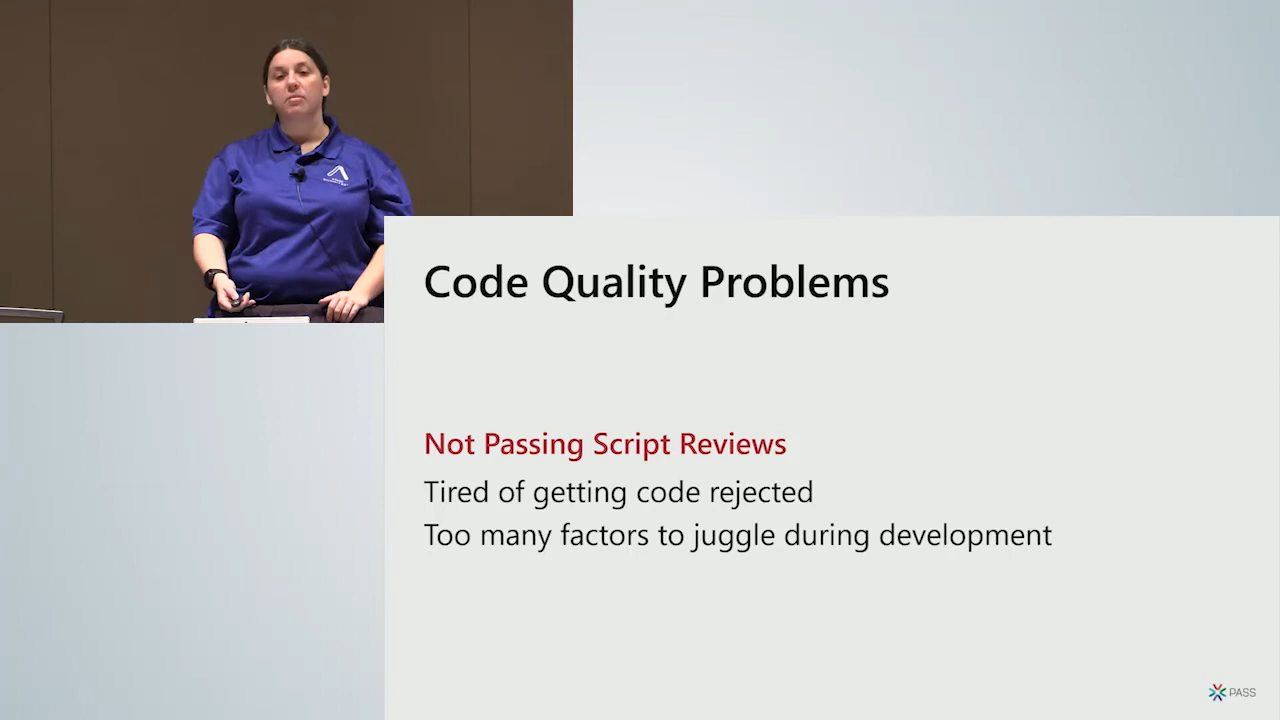 Code Quality Problems
Not Passing Script Reviews
Tired of getting code rejected
Too many factors to juggle during development
PASS